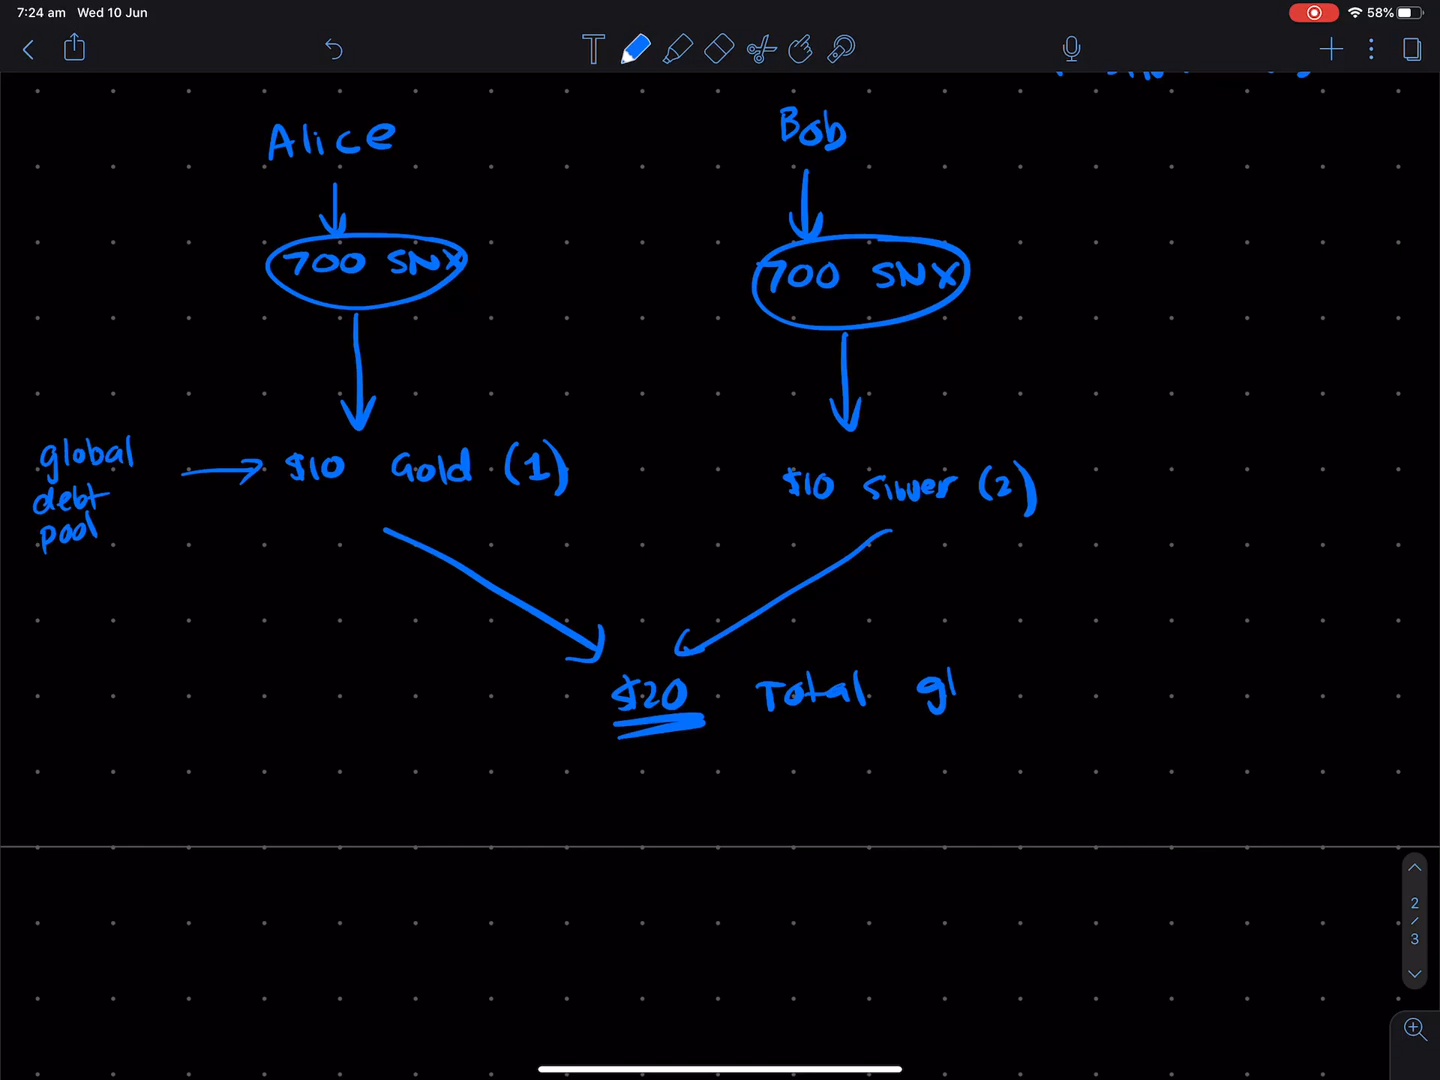 7:24 am Wed 10 Jun
58%
Alice
Bob
700 SNX
700 SNX
global
debt
pool
$10 Gold (1)
$10 Silver (2)
$20 Total gl
2
/
3